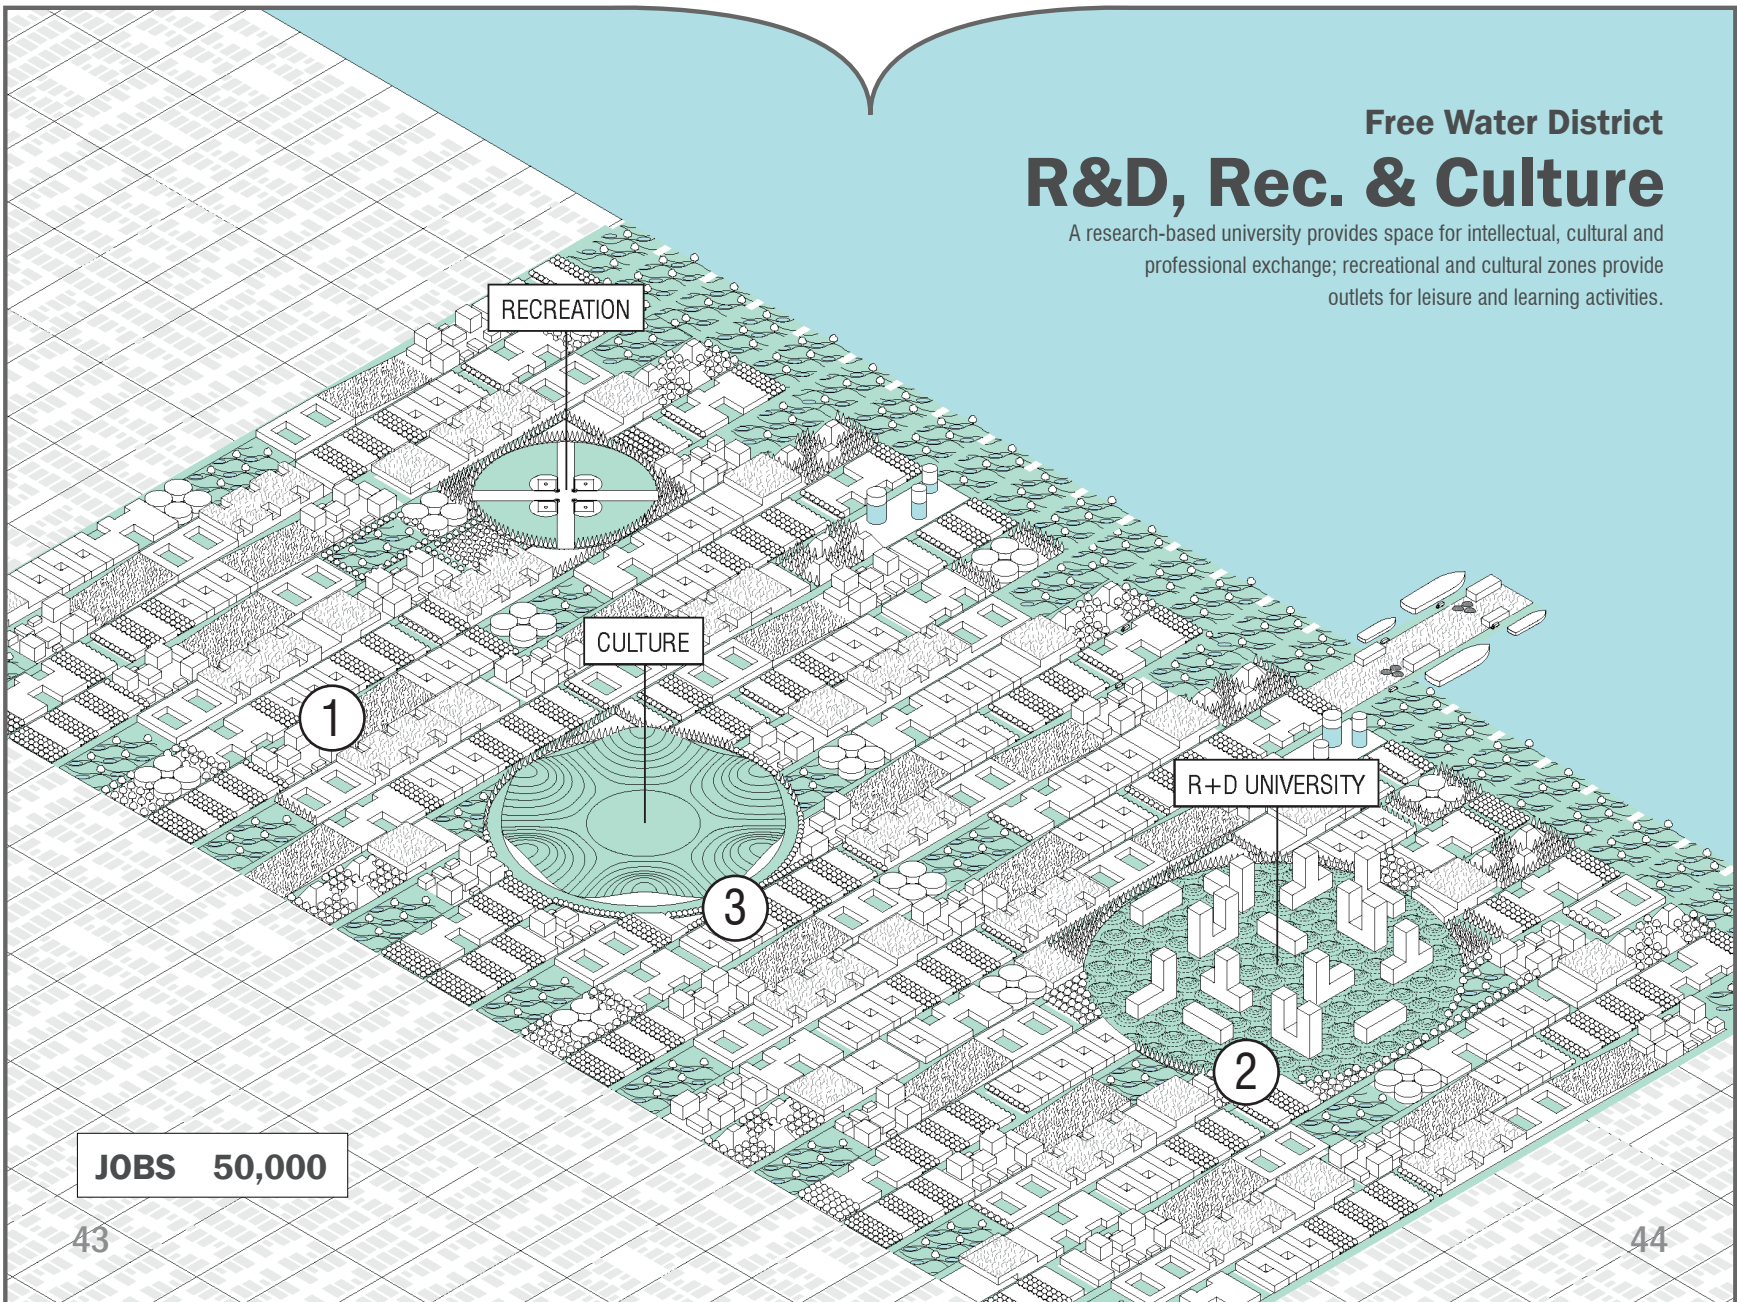 Free Water District
R&D, Rec. & Culture
A research-based university provides space for intellectual, cultural and
professional exchange; recreational and cultural zones provide
outlets for leisure and learning activities.
RECREATION
CULTURE
1
R+D UNIVERSITY
3
2
JOBS 50,000
43
44